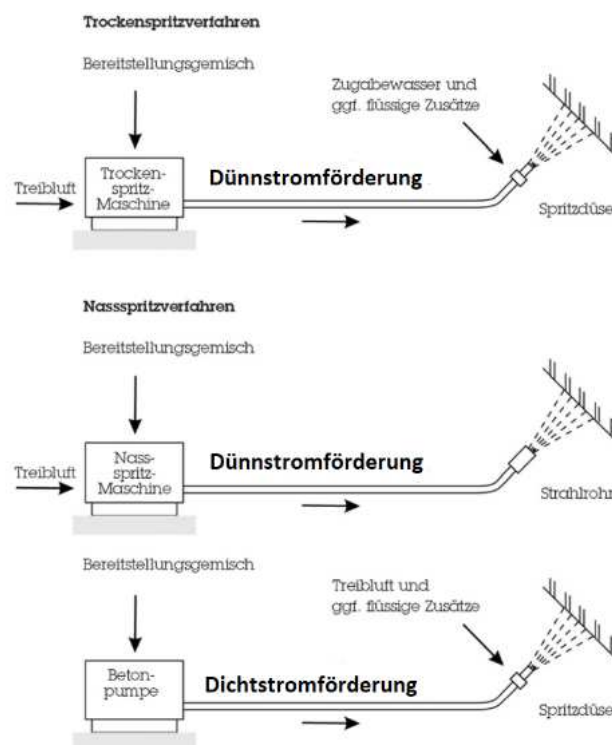 Trockenspritzverfahren
Bereitstellungsgemisch
Zugabewasser und
ggf. flüssige Zusätze
Treibluft
Trocken-
spritz-
Maschine
Dünnstromförderung
Spritzdüse
Nassspritzverfahren
Bereitstellungsgemisch
Treibluft
Nass-
spritz-
Maschine
Dünnstromförderung
Strahlrohr
Bereitstellungsgemisch
Treibluft und
ggf. flüssige Zusätze
Beton-
pumpe
Dichtstromförderung
Spritzdüse